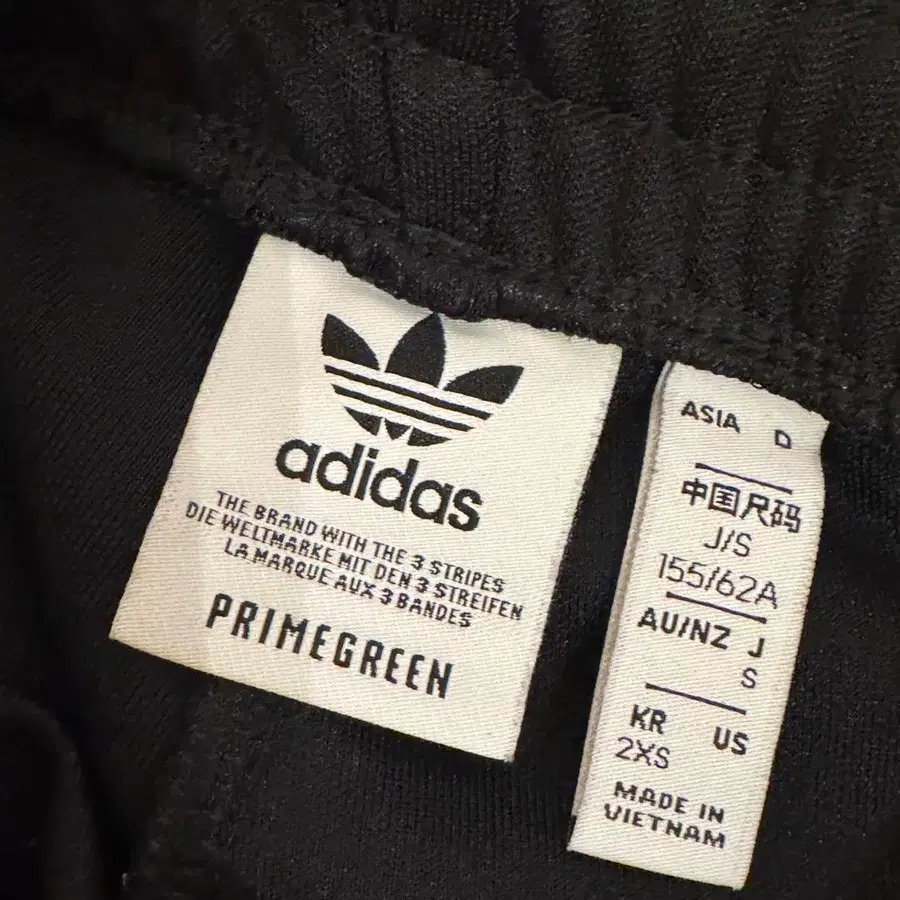 adidas
THE BRAND WITH THE 3 STRIPES
DIE WELTMARKE MIT DEN 3 STREIFEN
LA MARQUE AUX 3 BANDES
PRIMEGREEN
ASIA D
中国尺码
J/S
155/62A
AU/NZ J
S
KR US
2XS
MADE IN
VIETNAM